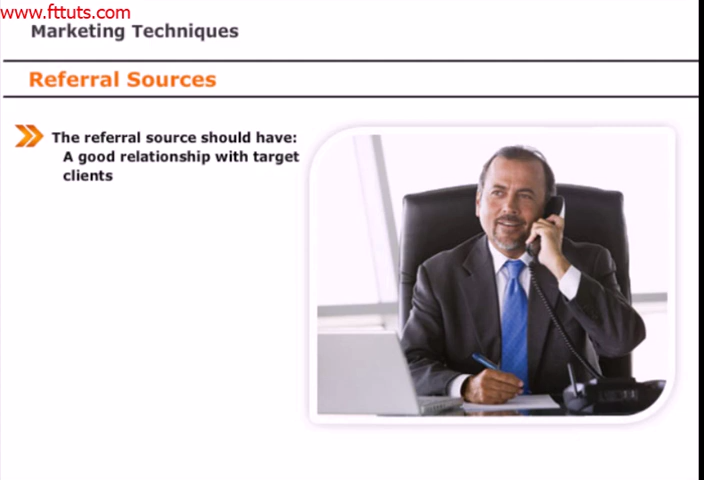 www.fttuts.com
Marketing Techniques
Referral Sources
The referral source should have:
A good relationship with target
clients